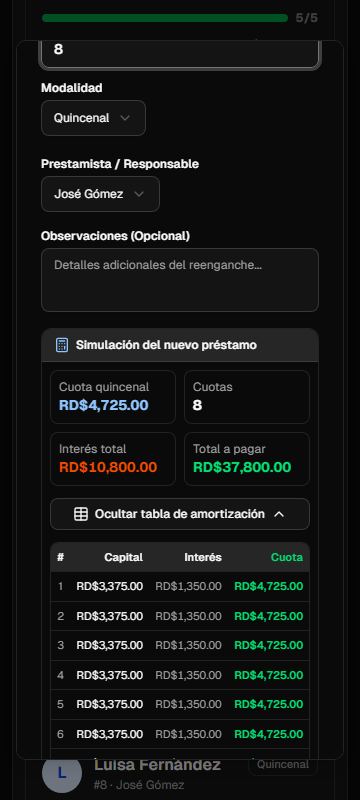 5/5
8
Modalidad
Quincenal
Prestamista / Responsable
José Gómez
Observaciones (Opcional)
Detalles adicionales del reenganche...
Simulación del nuevo préstamo
Cuota quincenal
RD$4,725.00
Cuotas
8
Interés total
RD$10,800.00
Total a pagar
RD$37,800.00
Ocultar tabla de amortización
# Capital Interés Cuota
1 RD$3,375.00 RD$1,350.00 RD$4,725.00
2 RD$3,375.00 RD$1,350.00 RD$4,725.00
3 RD$3,375.00 RD$1,350.00 RD$4,725.00
4 RD$3,375.00 RD$1,350.00 RD$4,725.00
5 RD$3,375.00 RD$1,350.00 RD$4,725.00
6 RD$3,375.00 RD$1,350.00 RD$4,725.00
L
Luisa Fernández
Quincenal
#8 · José Gómez